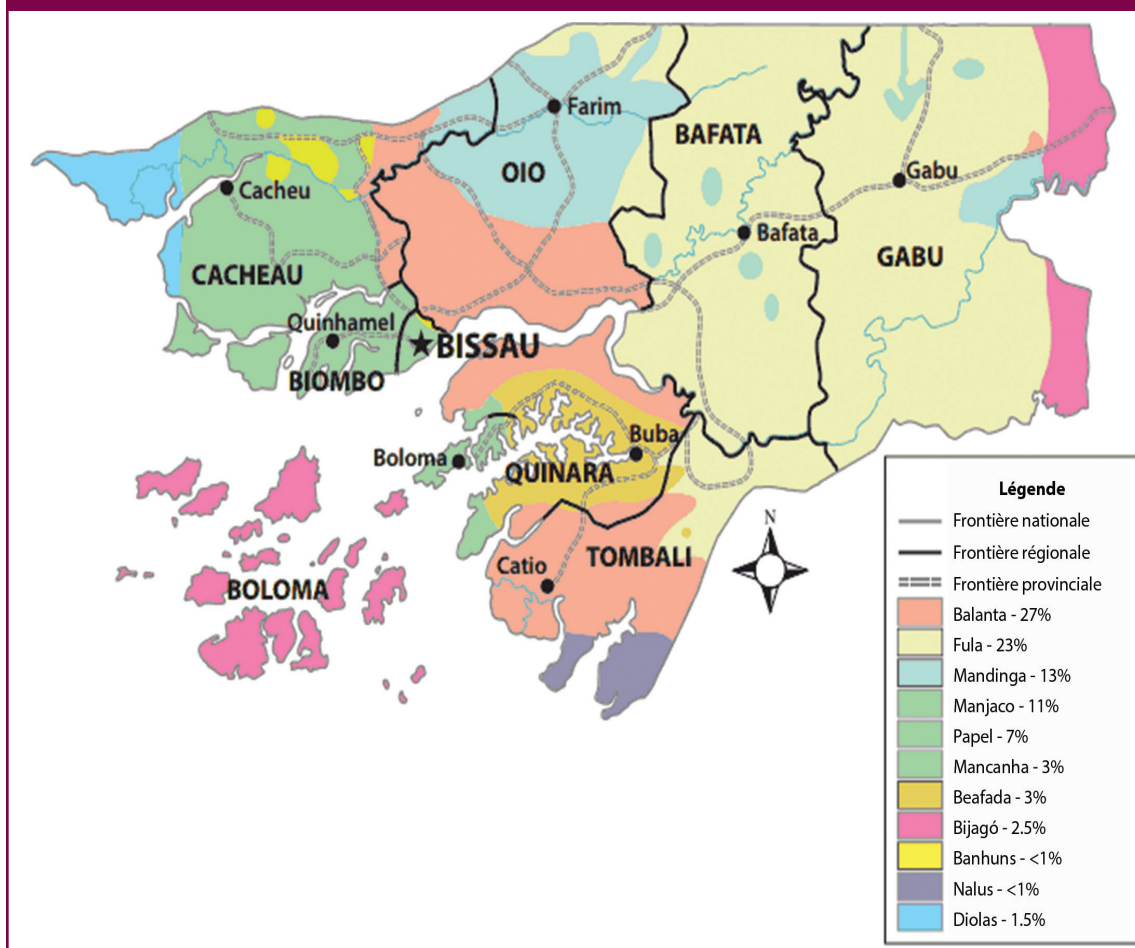 Farim
BAFATA
OIO
Gabu
Cacheu
Bafata
GABU
CACHEAU
Quinhamel
BISSAU
BIOMBO
Buba
Boloma
QUINARA
Légende
N
Frontière nationale
Frontière régionale
TOMBALI
Catio
Frontière provinciale
BOLOMA
Balanta - 27%
Fula - 23%
Mandinga - 13%
Manjaco - 11%
Papel - 7%
Mancanha - 3%
Beafada - 3%
Bijagó - 2.5%
Banhuns - <1%
Nalus - <1%
Diolas - 1.5%